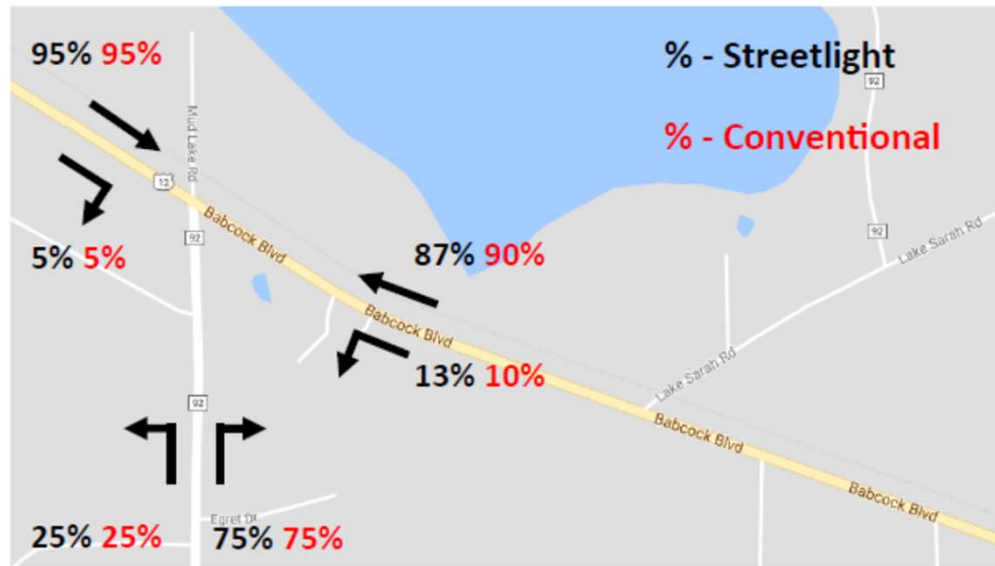 95% 95%
% - Streetlight
92
Mud Lake Rd
% - Conventional
12
Babcock Blvd
92
92
Lake Sarah Rd
5% 5%
87% 90%
Babcock Blvd
13% 10%
Lake Sarah Rd
92
Babcock Blvd
Babcock Blvd
Egret Dr
25% 25%
75% 75%